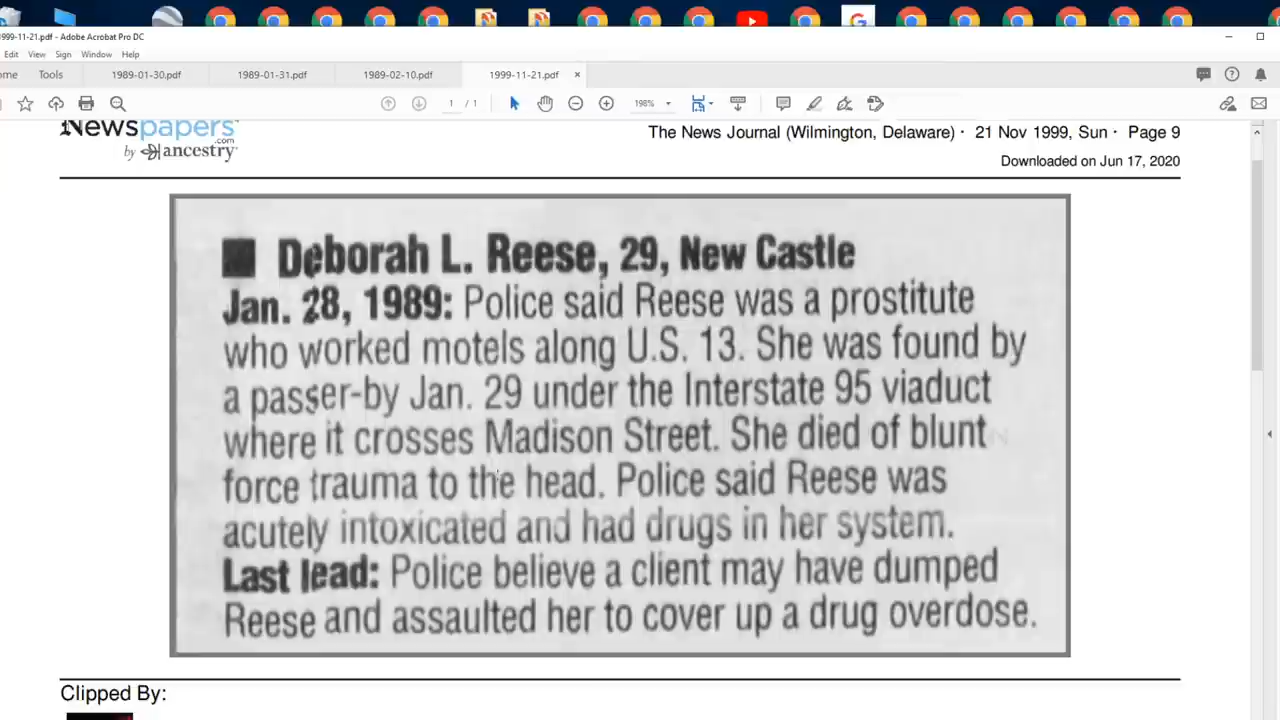 1999-11-21.pdf - Adobe Acrobat Pro DC
Edit View Sign Window Help
ome Tools 1989-01-30.pdf 1989-01-31.pdf 1989-02-10.pdf 1999-11-21.pdf ×
1 / 1 198%
Newspapers.com
by ancestry
The News Journal (Wilmington, Delaware) · 21 Nov 1999, Sun · Page 9
Downloaded on Jun 17, 2020
■ Deborah L. Reese, 29, New Castle
Jan. 28, 1989: Police said Reese was a prostitute
who worked motels along U.S. 13. She was found by
a passer-by Jan. 29 under the Interstate 95 viaduct
where it crosses Madison Street. She died of blunt
force trauma to the head. Police said Reese was
acutely intoxicated and had drugs in her system.
Last lead: Police believe a client may have dumped
Reese and assaulted her to cover up a drug overdose.
Clipped By: